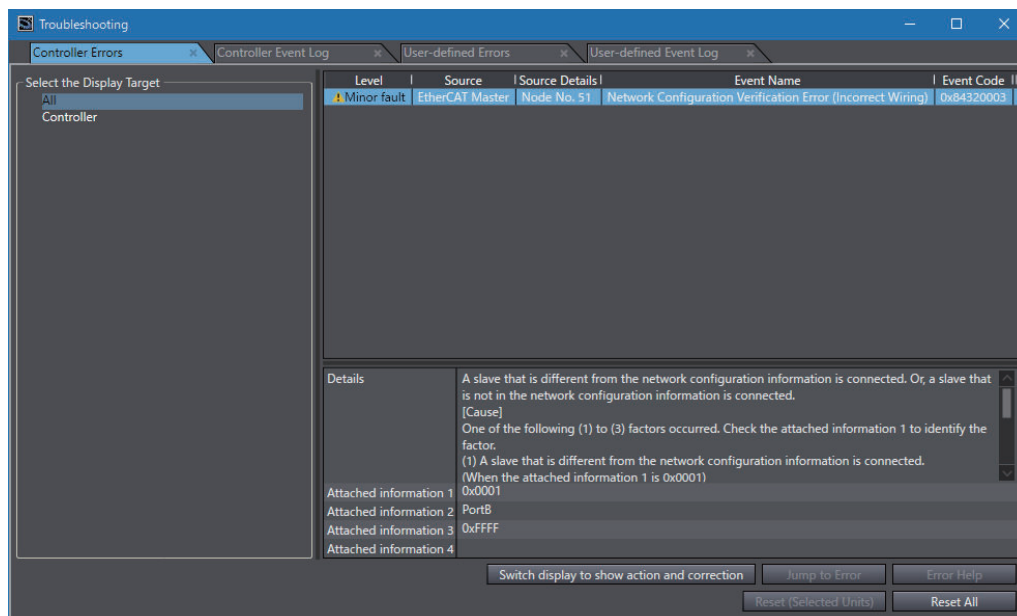 Troubleshooting
Controller Errors
Controller Event Log
User-defined Errors
User-defined Event Log
Select the Display Target
All
Controller
Level Source Source Details Event Name Event Code
Minor fault EtherCAT Master Node No. 51 Network Configuration Verification Error (Incorrect Wiring) 0x84320003
Details
A slave that is different from the network configuration information is connected. Or, a slave that
is not in the network configuration information is connected.
[Cause]
One of the following (1) to (3) factors occurred. Check the attached information 1 to identify the
factor.
(1) A slave that is different from the network configuration information is connected.
(When the attached information 1 is 0x0001)
Attached information 1 0x0001
Attached information 2 PortB
Attached information 3 0xFFFF
Attached information 4
Switch display to show action and correction
Jump to Error
Error Help
Reset (Selected Units)
Reset All